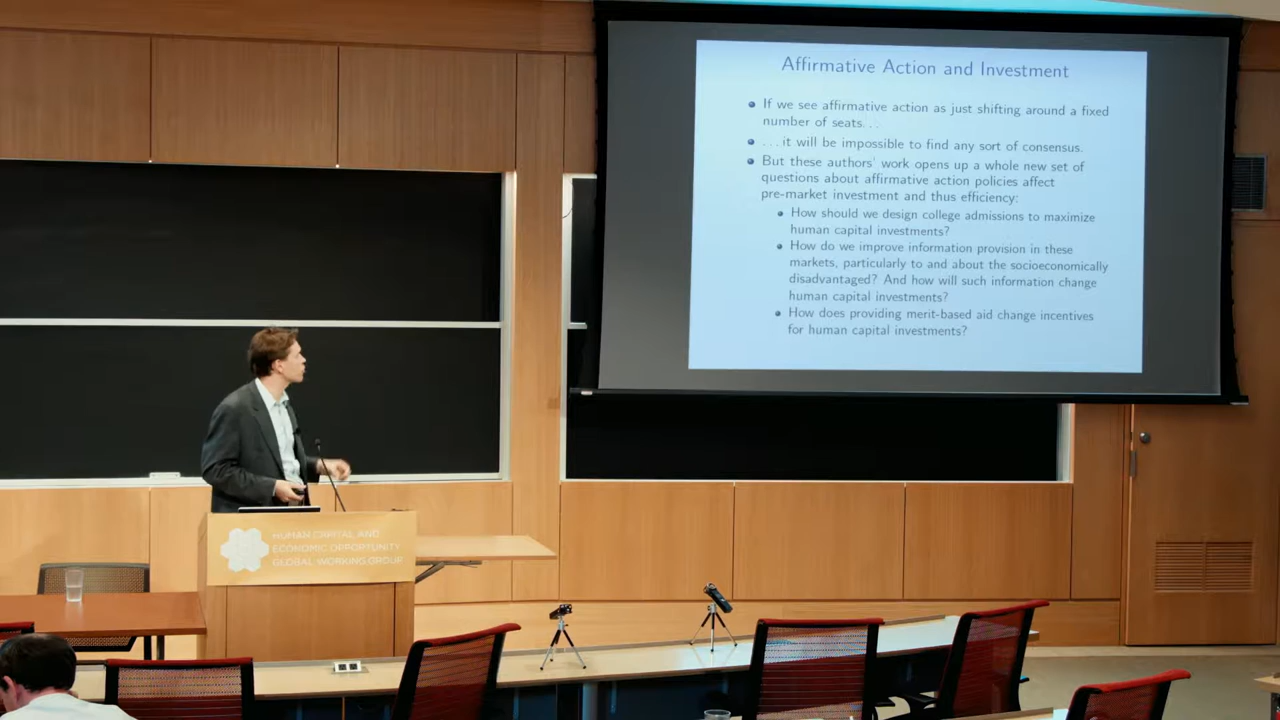 Affirmative Action and Investment
If we see affirmative action as just shifting around a fixed
number of seats. . .
. . . it will be impossible to find any sort of consensus.
But these authors' work opens up a whole new set of
questions about affirmative action policies affect
pre-market investment and thus efficiency:
How should we design college admissions to maximize
human capital investments?
How do we improve information provision in these
markets, particularly to and about the socioeconomically
disadvantaged? And how will such information change
human capital investments?
How does providing merit-based aid change incentives
for human capital investments?
HUMAN CAPITAL AND
ECONOMIC OPPORTUNITY
GLOBAL WORKING GROUP